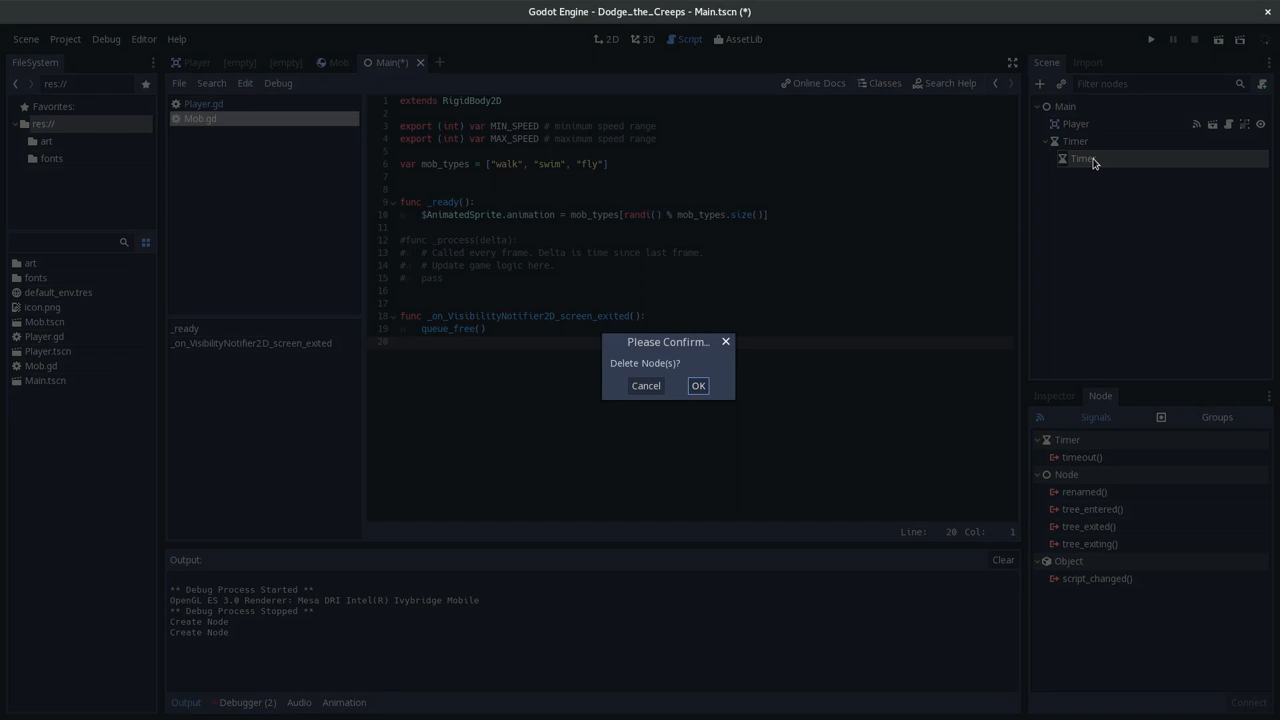 Godot Engine - Dodge_the_Creeps - Main.tscn (*)
Scene Project Debug Editor Help
2D 3D Script AssetLib
FileSystem
Player [empty] [empty] Mob Main(*)
Scene Import
res://
File Search Edit Debug
Online Docs Classes Search Help
Filter nodes
Favorites:
res://
art
fonts
Player.gd
Mob.gd
1 extends RigidBody2D
2
3 export (int) var MIN_SPEED # minimum speed range
4 export (int) var MAX_SPEED # maximum speed range
5
6 var mob_types = ["walk", "swim", "fly"]
7
8
9 func _ready():
10 $AnimatedSprite.animation = mob_types[randi() % mob_types.size()]
11
12 #func _process(delta):
13 # # Called every frame. Delta is time since last frame.
14 # # Update game logic here.
15 # pass
16
17
18 func _on_VisibilityNotifier2D_screen_exited():
19 queue_free()
20
Main
Player
Timer
Timer
art
fonts
default_env.tres
icon.png
Mob.tscn
Player.gd
Player.tscn
Mob.gd
Main.tscn
_ready
_on_VisibilityNotifier2D_screen_exited
Please Confirm...
Delete Node(s)?
Cancel OK
Line: 20 Col: 1
Inspector Node
Signals Groups
Timer
timeout()
Node
renamed()
tree_entered()
tree_exited()
tree_exiting()
Object
script_changed()
Connect
Output: Clear
** Debug Process Started **
OpenGL ES 3.0 Renderer: Mesa DRI Intel(R) Ivybridge Mobile
** Debug Process Stopped **
Create Node
Create Node
Output Debugger (2) Audio Animation